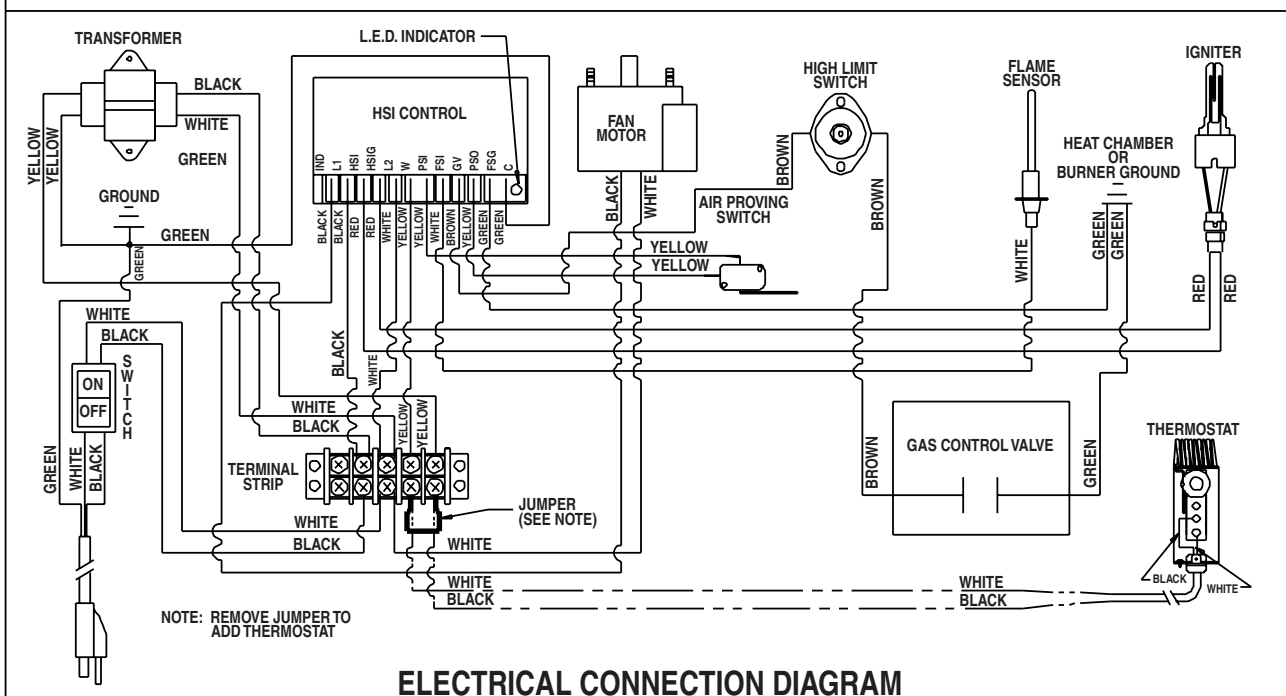 TRANSFORMER
L.E.D. INDICATOR
BLACK
WHITE
GREEN
YELLOW
YELLOW
GROUND
GREEN
GREEN
HSI CONTROL
IND
L1
HSI
HSIG
L2
W
PSI
FSI
GV
PSO
FSG
C
BLACK
BLACK
RED
RED
WHITE
YELLOW
YELLOW
WHITE
BROWN
YELLOW
GREEN
GREEN
FAN
MOTOR
BLACK
WHITE
HIGH LIMIT
SWITCH
BROWN
BROWN
AIR PROVING
SWITCH
YELLOW
YELLOW
FLAME
SENSOR
WHITE
HEAT CHAMBER
OR
BURNER GROUND
GREEN
GREEN
IGNITER
RED
RED
WHITE
BLACK
SWITCH
ON
OFF
GREEN
WHITE
BLACK
BLACK
WHITE
WHITE
BLACK
YELLOW
YELLOW
TERMINAL
STRIP
JUMPER
(SEE NOTE)
WHITE
BLACK
WHITE
WHITE
BLACK
WHITE
BLACK
BROWN
GAS CONTROL VALVE
GREEN
THERMOSTAT
BLACK
WHITE
NOTE: REMOVE JUMPER TO
ADD THERMOSTAT
ELECTRICAL CONNECTION DIAGRAM